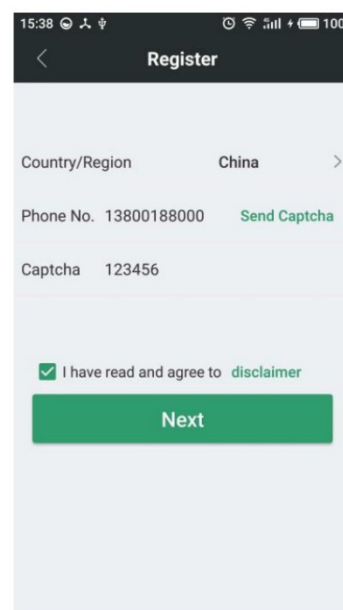 15:38 100
Register
Country/Region China
Phone No. 13800188000 Send Captcha
Captcha 123456
I have read and agree to disclaimer
Next